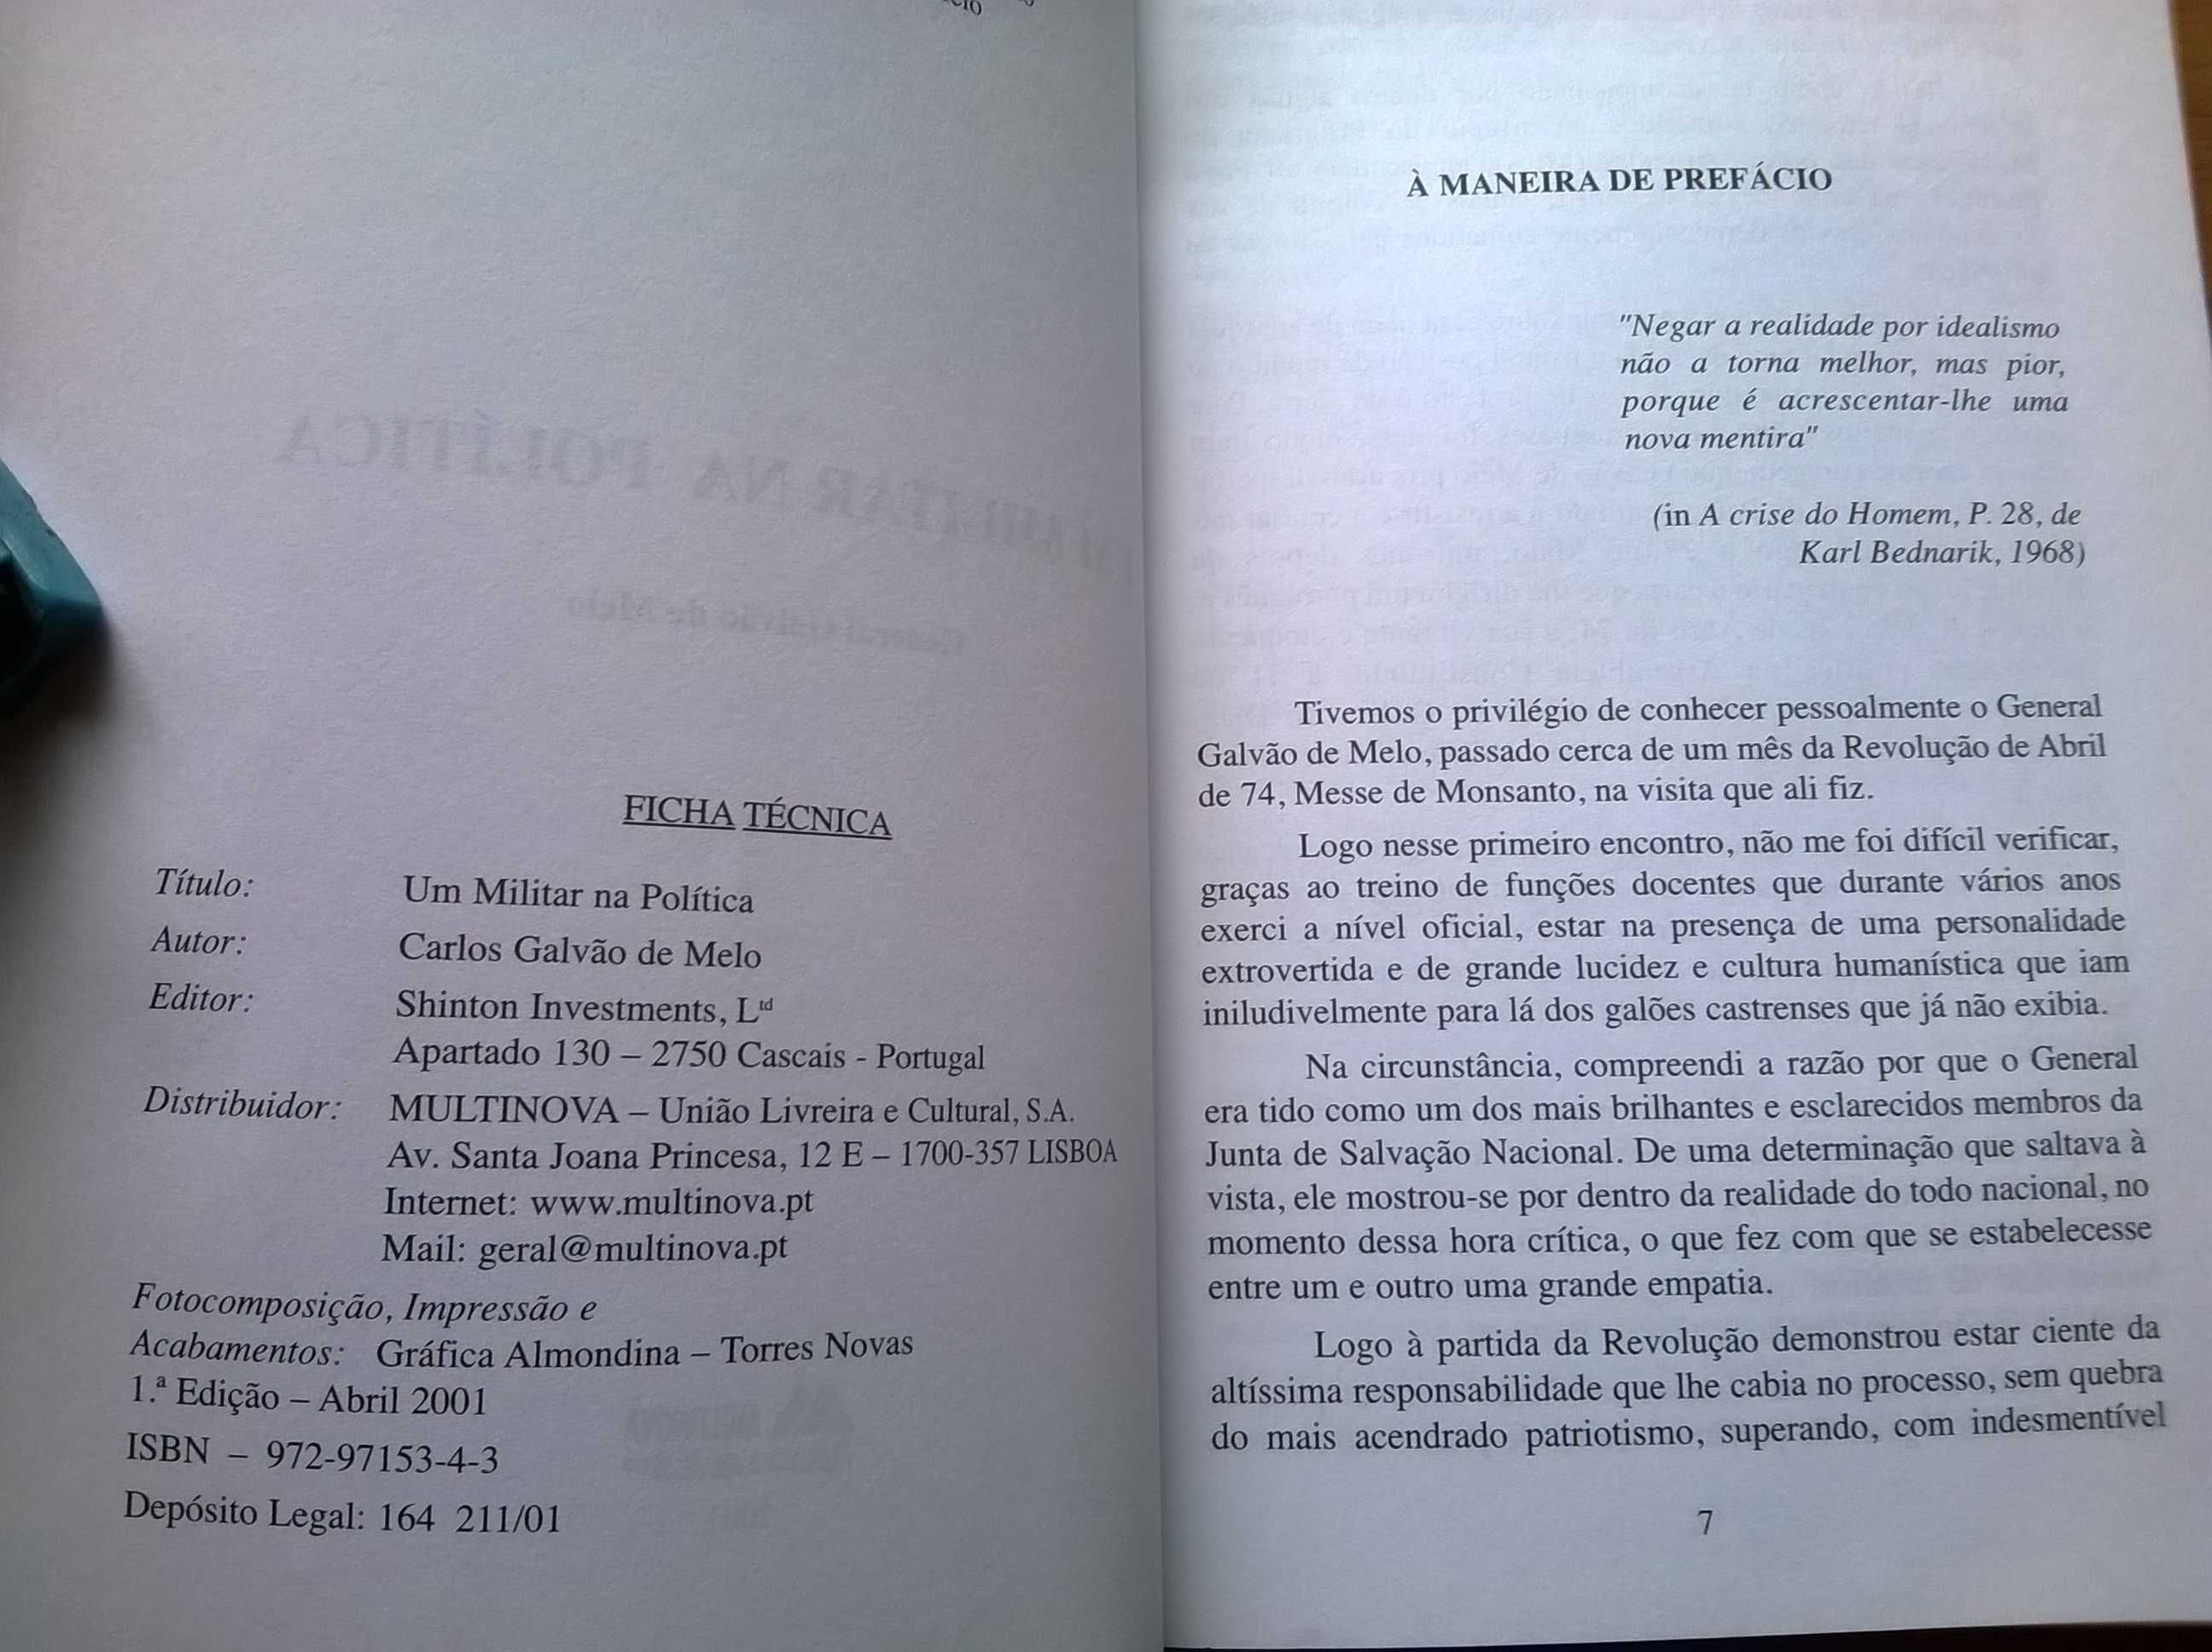 FICHA TÉCNICA
Título: Um Militar na Política
Autor: Carlos Galvão de Melo
Editor: Shinton Investments, Ltd
Apartado 130 – 2750 Cascais - Portugal
Distribuidor: MULTINOVA – União Livreira e Cultural, S.A.
Av. Santa Joana Princesa, 12 E – 1700-357 LISBOA
Internet: www.multinova.pt
Mail: geral@multinova.pt
Fotocomposição, Impressão e
Acabamentos: Gráfica Almondina – Torres Novas
1.ª Edição – Abril 2001
ISBN – 972-97153-4-3
Depósito Legal: 164 211/01
À MANEIRA DE PREFÁCIO
"Negar a realidade por idealismo
não a torna melhor, mas pior,
porque é acrescentar-lhe uma
nova mentira"
(in A crise do Homem, P. 28, de
Karl Bednarik, 1968)
Tivemos o privilégio de conhecer pessoalmente o General
Galvão de Melo, passado cerca de um mês da Revolução de Abril
de 74, Messe de Monsanto, na visita que ali fiz.
Logo nesse primeiro encontro, não me foi difícil verificar,
graças ao treino de funções docentes que durante vários anos
exerci a nível oficial, estar na presença de uma personalidade
extrovertida e de grande lucidez e cultura humanística que iam
iniludivelmente para lá dos galões castrenses que já não exibia.
Na circunstância, compreendi a razão por que o General
era tido como um dos mais brilhantes e esclarecidos membros da
Junta de Salvação Nacional. De uma determinação que saltava à
vista, ele mostrou-se por dentro da realidade do todo nacional, no
momento dessa hora crítica, o que fez com que se estabelecesse
entre um e outro uma grande empatia.
Logo à partida da Revolução demonstrou estar ciente da
altíssima responsabilidade que lhe cabia no processo, sem quebra
do mais acendrado patriotismo, superando, com indesmentível
7